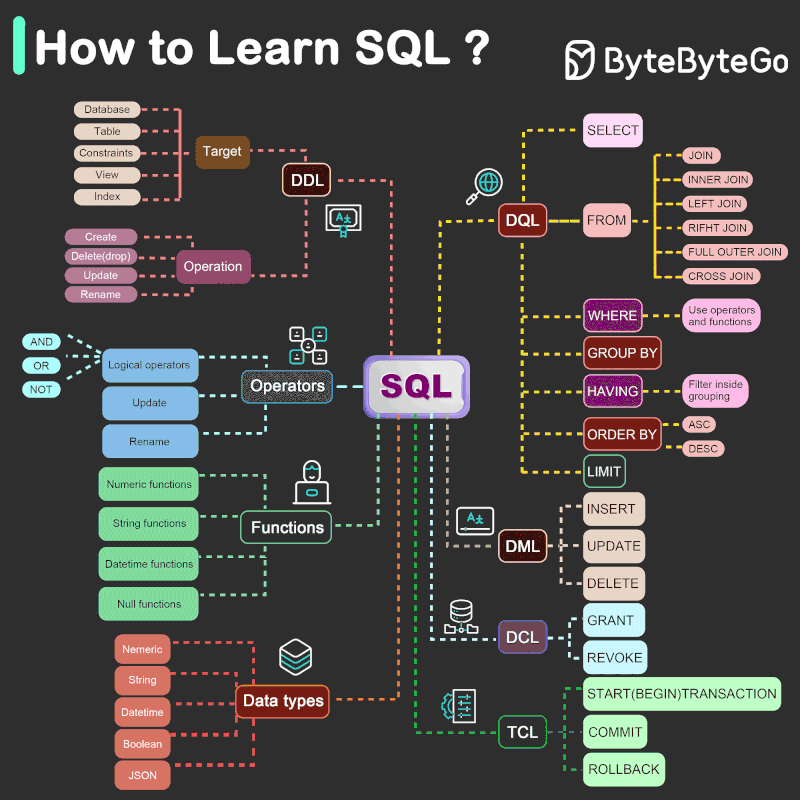 How to Learn SQL ?
ByteByteGo
Database
Table
Constraints
View
Index
Target
DDL
Create
Delete(drop)
Update
Rename
Operation
AND
OR
NOT
Logical operators
Update
Rename
Operators
SQL
Numeric functions
String functions
Datetime functions
Null functions
Functions
Nemeric
String
Datetime
Boolean
JSON
Data types
DQL
SELECT
FROM
JOIN
INNER JOIN
LEFT JOIN
RIFHT JOIN
FULL OUTER JOIN
CROSS JOIN
WHERE
Use operators
and functions
GROUP BY
HAVING
Filter inside
grouping
ORDER BY
ASC
DESC
LIMIT
A
DML
INSERT
UPDATE
DELETE
DCL
GRANT
REVOKE
TCL
START(BEGIN)TRANSACTION
COMMIT
ROLLBACK